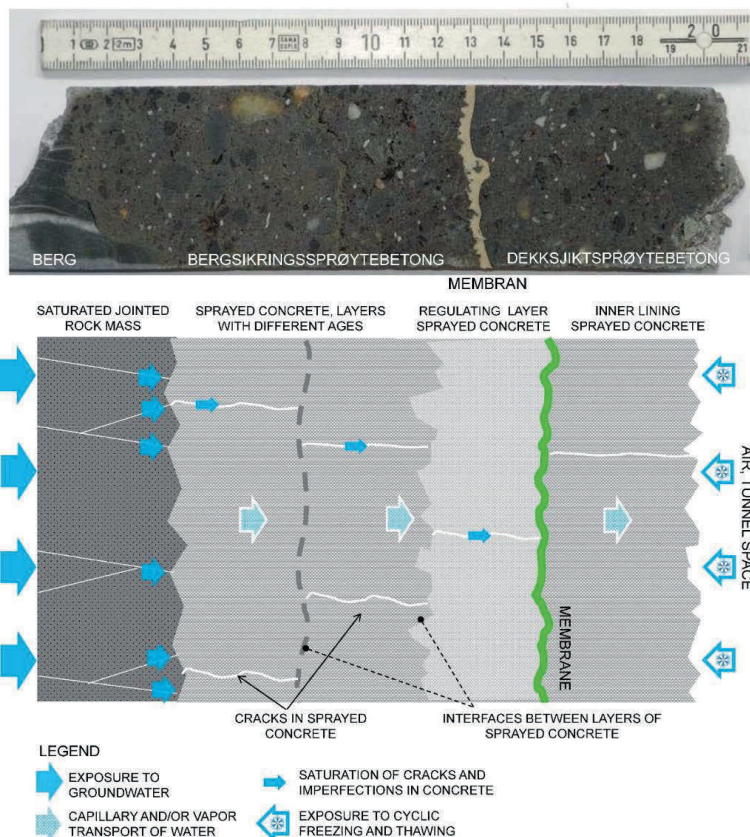 1 2 -2m- 3 4 5 6 7 8 9 10 11 12 13 14 15 16 17 18 19 2 0 21
BERG BERGSIKRINGSSPRØYTEBETONG DEKKSJIKTSPRØYTEBETONG
MEMBRAN
SATURATED JOINTED
ROCK MASS
SPRAYED CONCRETE, LAYERS
WITH DIFFERENT AGES
REGULATING LAYER
SPRAYED CONCRETE
INNER LINING
SPRAYED CONCRETE
AIR, TUNNEL SPACE
MEMBRANE
CRACKS IN SPRAYED
CONCRETE
INTERFACES BETWEEN LAYERS OF
SPRAYED CONCRETE
LEGEND
EXPOSURE TO
GROUNDWATER
SATURATION OF CRACKS AND
IMPERFECTIONS IN CONCRETE
CAPILLARY AND/OR VAPOR
TRANSPORT OF WATER
EXPOSURE TO CYCLIC
FREEZING AND THAWING